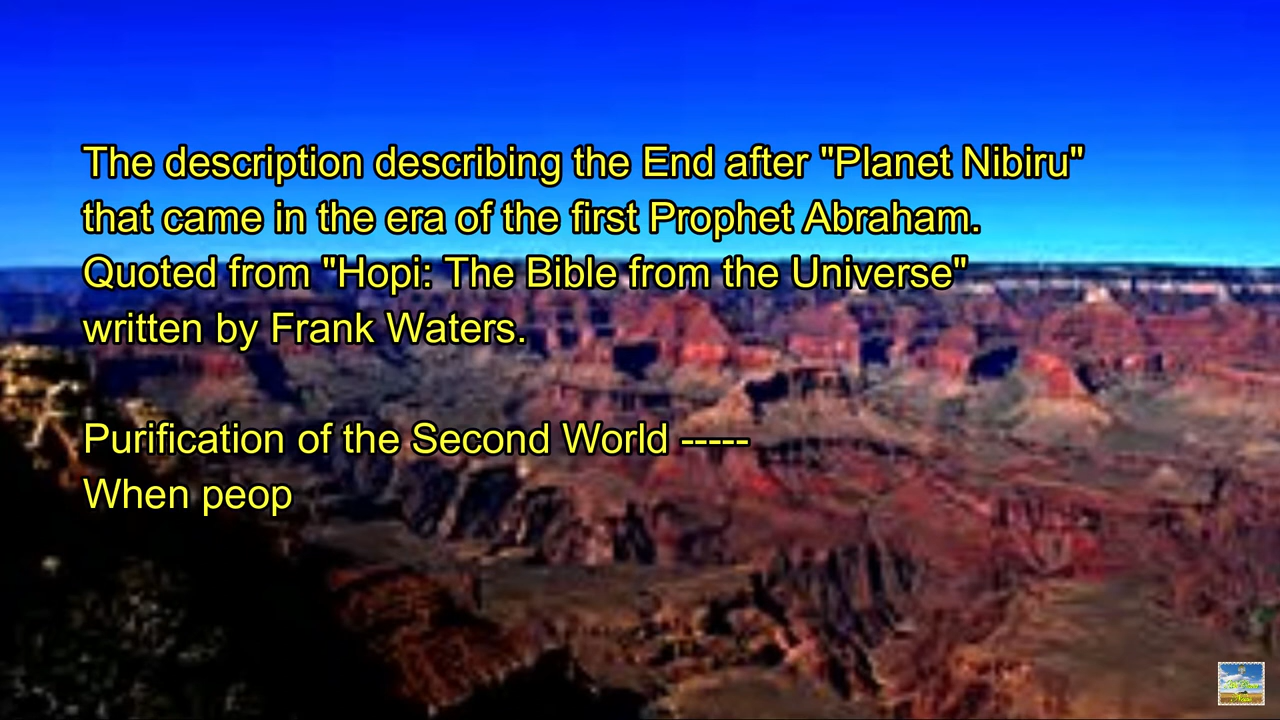 The description describing the End after "Planet Nibiru"
that came in the era of the first Prophet Abraham.
Quoted from "Hopi: The Bible from the Universe"
written by Frank Waters.
Purification of the Second World -----
When peop